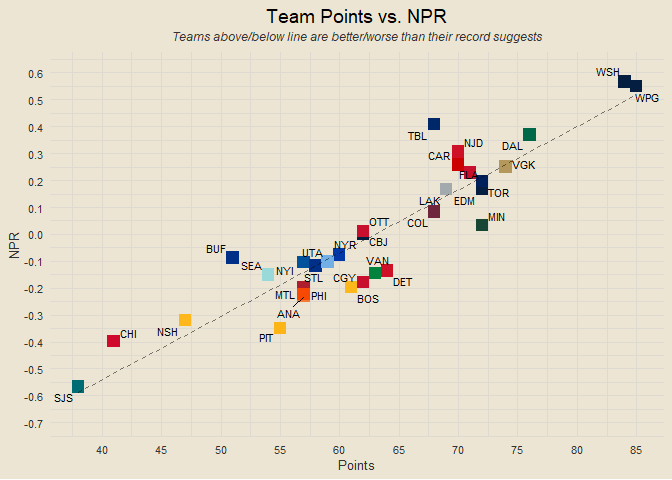 Team Points vs. NPR
Teams above/below line are better/worse than their record suggests
0.6
0.5
0.4
0.3
0.2
0.1
0.0
-0.1
-0.2
-0.3
-0.4
-0.5
-0.6
-0.7
NPR
WSH
WPG
TBL
DAL
NJD
CAR
VGK
FLA
TOR
LAK
EDM
COL
MIN
OTT
CBJ
NYR
UTA
BUF
SEA
NYI
STL
CGY
VAN
DET
MTL
PHI
BOS
ANA
PIT
NSH
CHI
SJS
40
45
50
55
60
65
70
75
80
85
Points